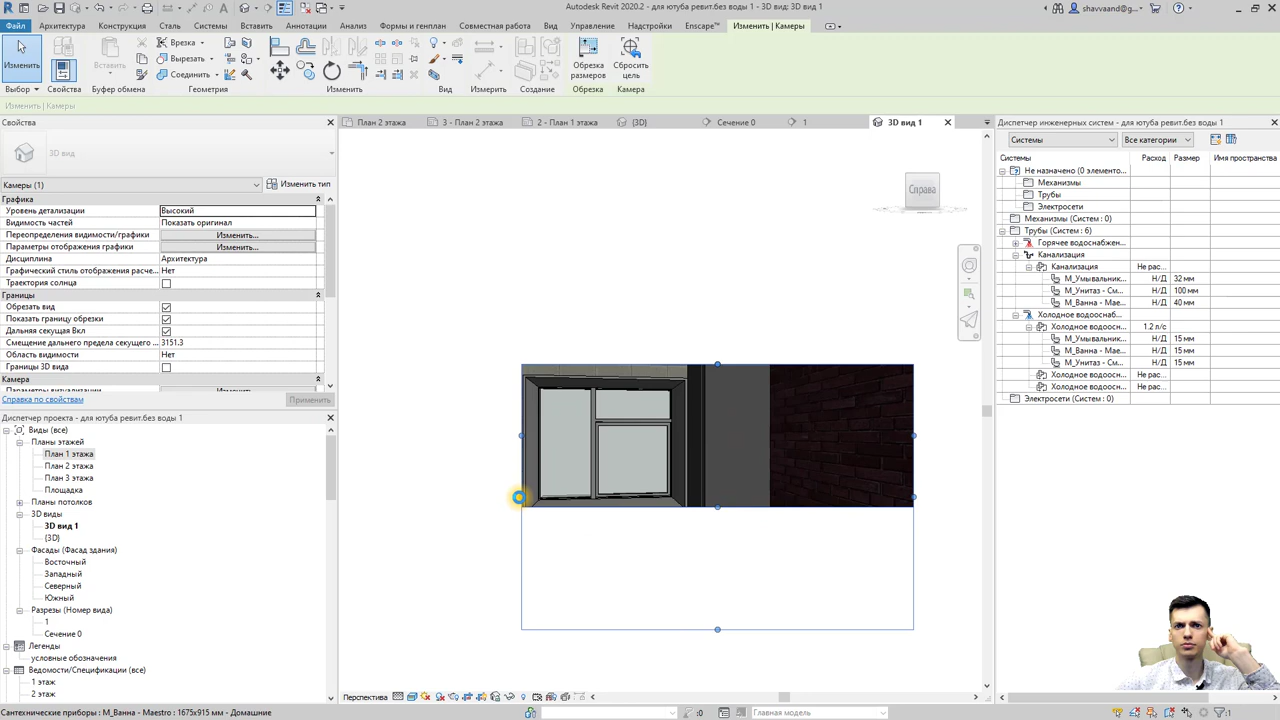 Autodesk Revit 2020.2 - для ютуба ревит.без воды 1 - 3D вид: 3D вид 1
shavvaand@g...
Файл Архитектура Конструкция Сталь Системы Вставить Аннотации Анализ Формы и генплан Совместная работа Вид Управление Надстройки Enscape™ Изменить | Камеры
Изменить
Вставить
Врезка
Вырезать
Соединить
Обрезка размеров
Сбросить цель
Выбор Свойства Буфер обмена Геометрия Изменить Вид Измерить Создание Обрезка Камера
Изменить | Камеры
Свойства
План 2 этажа 3 - План 2 этажа 2 - План 1 этажа {3D} Сечение 0 1 3D вид 1
3D вид
Камеры (1) Изменить тип
Графика
Уровень детализации Высокий
Видимость частей Показать оригинал
Переопределения видимости/графики Изменить...
Параметры отображения графики Изменить...
Дисциплина Архитектура
Графический стиль отображения расче... Нет
Траектория солнца
Границы
Обрезать вид
Показать границу обрезки
Дальняя секущая Вкл
Смещение дальнего предела секущего ... 3151.3
Область видимости Нет
Границы 3D вида
Камера
Справка по свойствам Применить
Диспетчер проекта - для ютуба ревит.без воды 1
Виды (все)
Планы этажей
План 1 этажа
План 2 этажа
План 3 этажа
Площадка
Планы потолков
3D виды
3D вид 1
{3D}
Фасады (Фасад здания)
Восточный
Западный
Северный
Южный
Разрезы (Номер вида)
1
Сечение 0
Легенды
условные обозначения
Ведомости/Спецификации (все)
1 этаж
2 этаж
Справа
Перспектива
Диспетчер инженерных систем - для ютуба ревит.без воды 1
Системы Все категории
Системы Расход Размер Имя пространства
Не назначено (0 элементо...
Механизмы
Трубы
Электросети
Механизмы (Систем : 0)
Трубы (Систем : 6)
Горячее водоснабжен...
Канализация
Канализация Не рас...
М_Умывальник... Н/Д 32 мм
М_Унитаз - См... Н/Д 100 мм
М_Ванна - Мае... Н/Д 40 мм
Холодное водоснаб...
Холодное водоосн... 1.2 л/с
М_Умывальник... Н/Д 15 мм
М_Ванна - Мае... Н/Д 15 мм
М_Унитаз - См... Н/Д 15 мм
Холодное водоосн... Не рас...
Холодное водоосн... Не рас...
Электросети (Систем : 0)
Сантехнические приборы : М_Ванна - Maestro : 1675x915 мм - Домашние :0 Главная модель :1